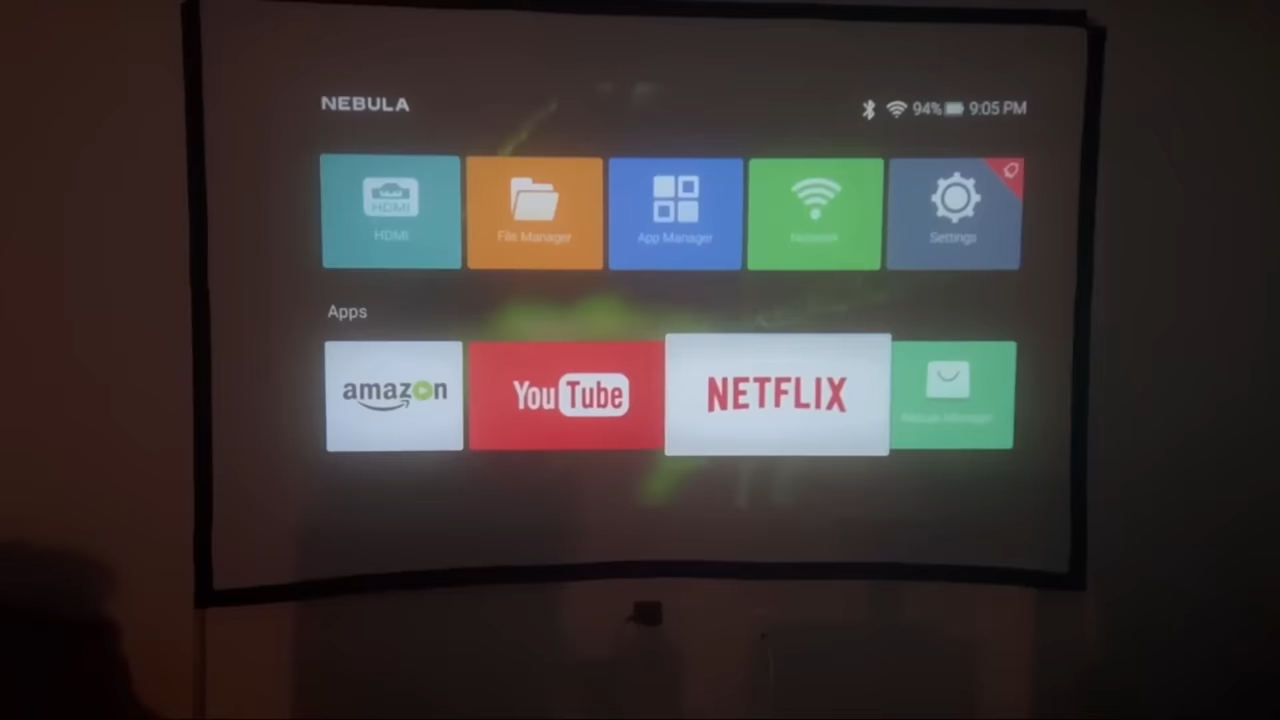 NEBULA
94% 9:05 PM
HDMI
HDMI
File Manager
App Manager
Network
Settings
Apps
amazon
YouTube
NETFLIX